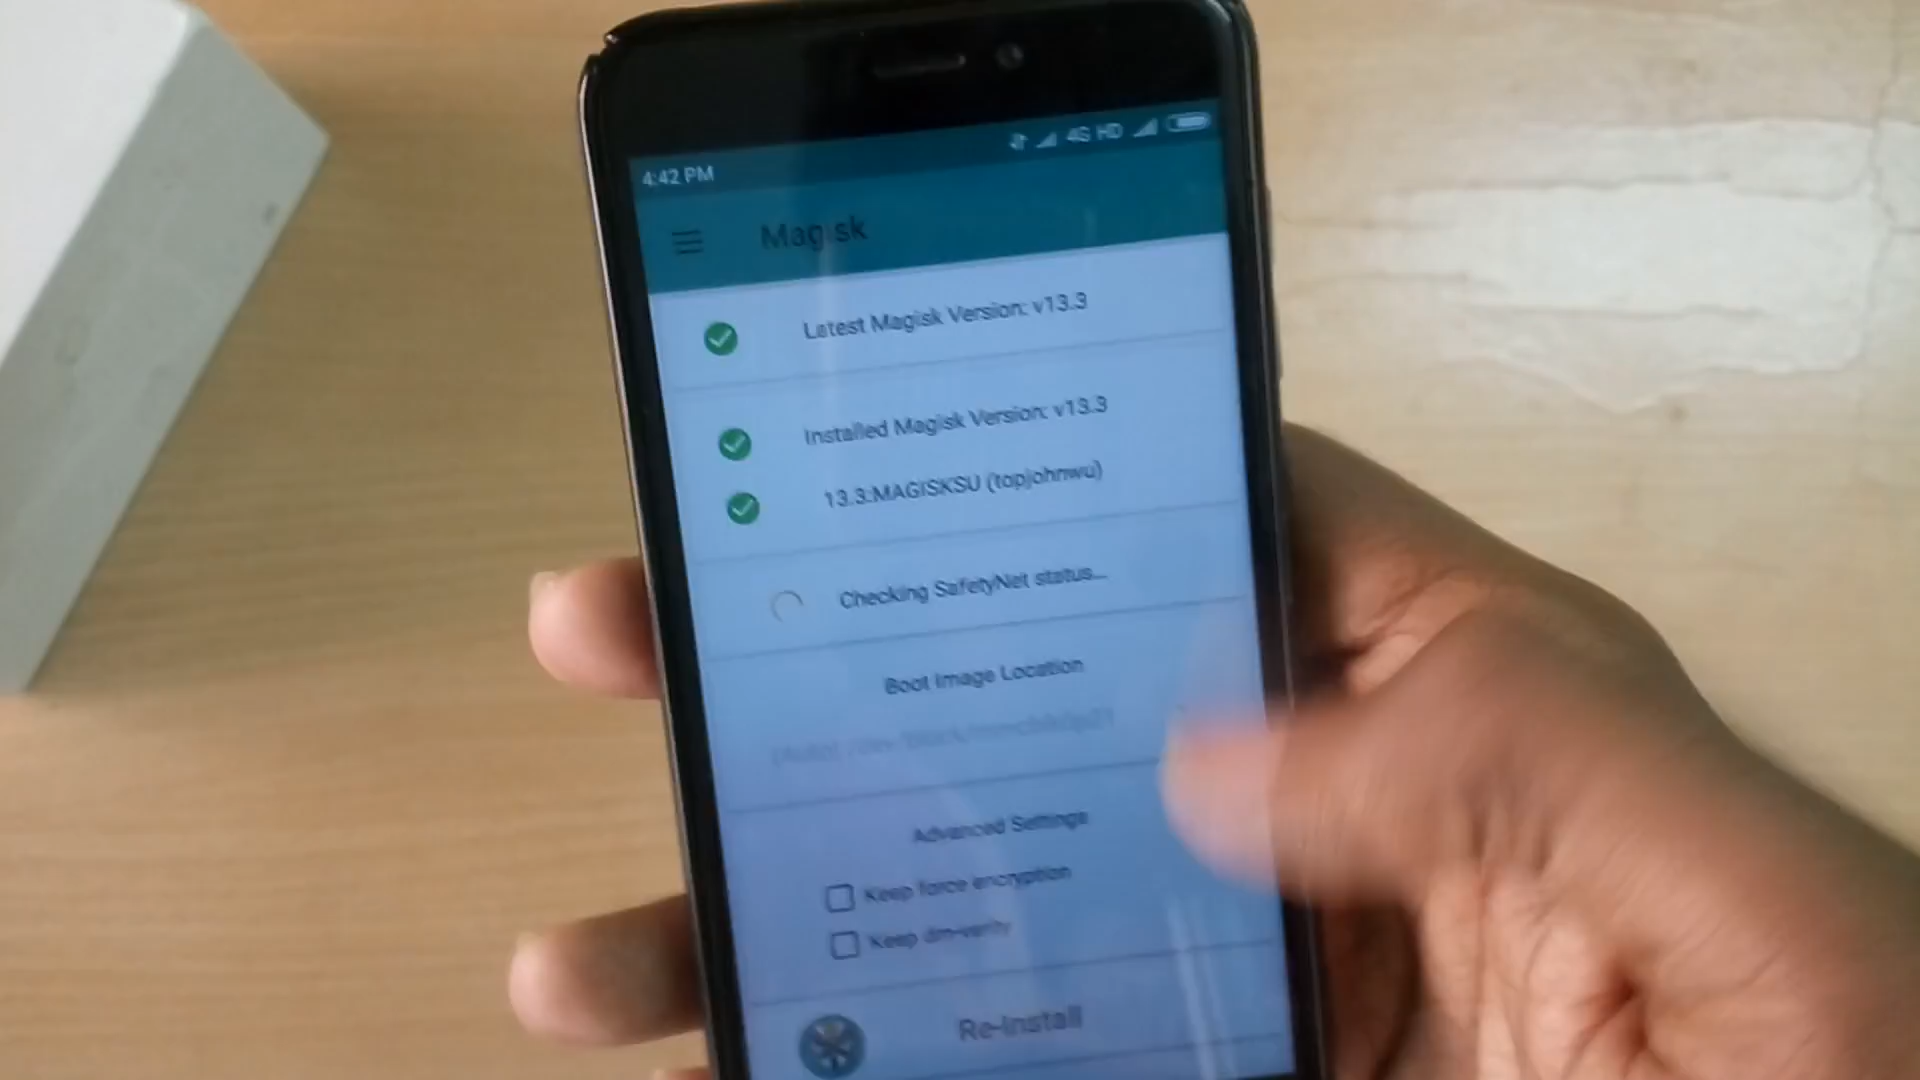 4G HD
4:42 PM
Magisk
Latest Magisk Version: v13.3
Installed Magisk Version: v13.3
13.3:MAGISKSU (topjohnwu)
Checking SafetyNet status...
Boot Image Location
Advanced Settings
Keep force encryption
Keep dm-verity
Re-Install